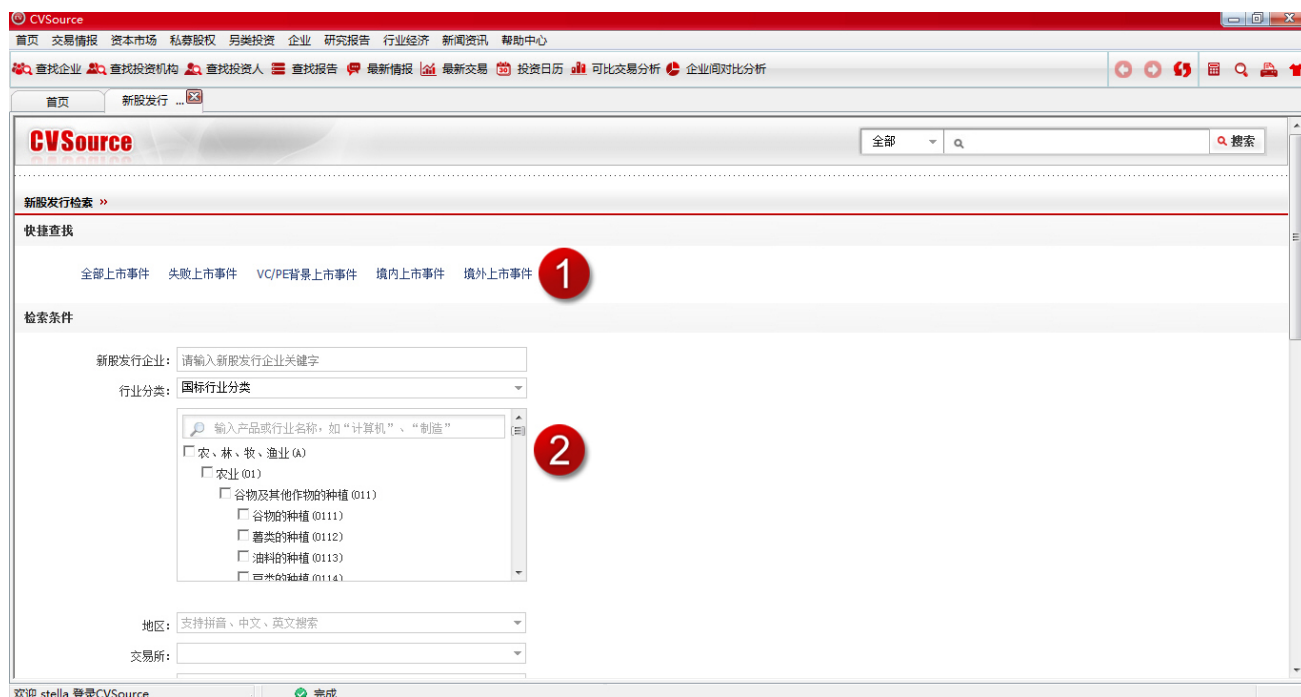 CVSource
首页 交易情报 资本市场 私募股权 另类投资 企业 研究报告 行业经济 新闻资讯 帮助中心
查找企业 查找投资机构 查找投资人 查找报告 最新情报 最新交易 投资日历 可比交易分析 企业间对比分析
首页 新股发行 ...
CVSource 全部 搜索
新股发行检索 »
快捷查找
全部上市事件 失败上市事件 VC/PE背景上市事件 境内上市事件 境外上市事件 1
检索条件
新股发行企业: 请输入新股发行企业关键字
行业分类: 国标行业分类
输入产品或行业名称,如“计算机”、“制造”
2
农、林、牧、渔业(A)
农业(01)
谷物及其他作物的种植(011)
谷物的种植(0111)
薯类的种植(0112)
油料的种植(0113)
豆类的种植(0114)
地区: 支持拼音、中文、英文搜索
交易所:
欢迎 stella 登录CVSource 完成